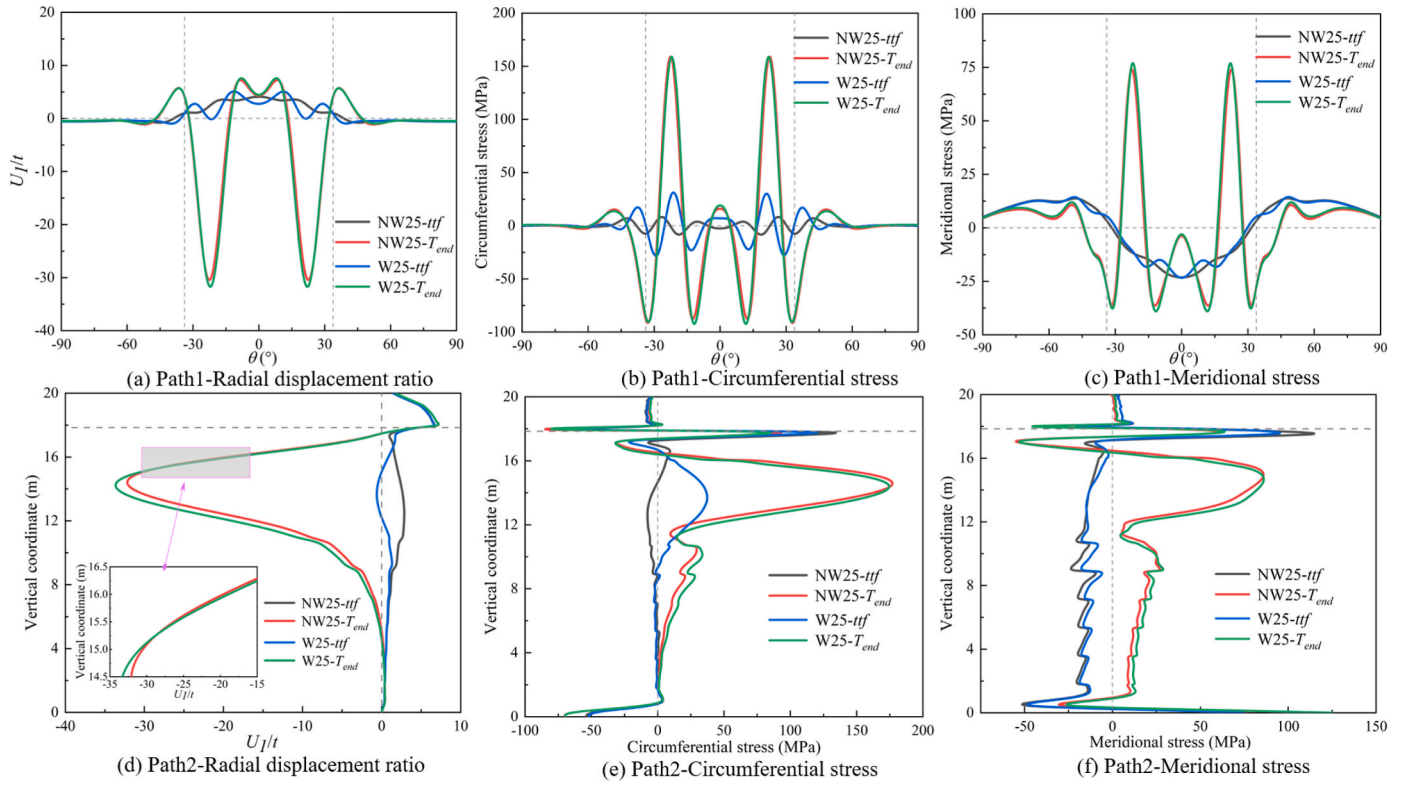 20
15
10
5
0
-10
-20
-30
-40
U1/t
-90
-60
-30
0
30
60
90
θ(°)
NW25-ttf
NW25-Tend
W25-ttf
W25-Tend
(a) Path1-Radial displacement ratio
200
150
100
50
0
-50
-100
Circumferential stress (MPa)
-90
-60
-30
0
30
60
90
θ(°)
NW25-ttf
NW25-Tend
W25-ttf
W25-Tend
(b) Path1-Circumferential stress
100
75
50
25
0
-25
-50
Meridional stress (MPa)
-90
-60
-30
0
30
60
90
θ(°)
NW25-ttf
NW25-Tend
W25-ttf
W25-Tend
(c) Path1-Meridional stress
20
16
12
8
4
0
Vertical coordinate (m)
16.5
16.0
15.5
15.0
14.5
Vertical coordinate (m)
-35
-30
-25
-20
-15
U1/t
NW25-ttf
NW25-Tend
W25-ttf
W25-Tend
-40
-30
-20
-10
0
10
U1/t
(d) Path2-Radial displacement ratio
20
16
12
8
4
0
Vertical coordinate (m)
NW25-ttf
NW25-Tend
W25-ttf
W25-Tend
-100
-50
0
50
100
150
200
Circumferential stress (MPa)
(e) Path2-Circumferential stress
20
16
12
8
4
0
Vertical coordinate (m)
NW25-ttf
NW25-Tend
W25-ttf
W25-Tend
-50
0
50
100
150
Meridional stress (MPa)
(f) Path2-Meridional stress